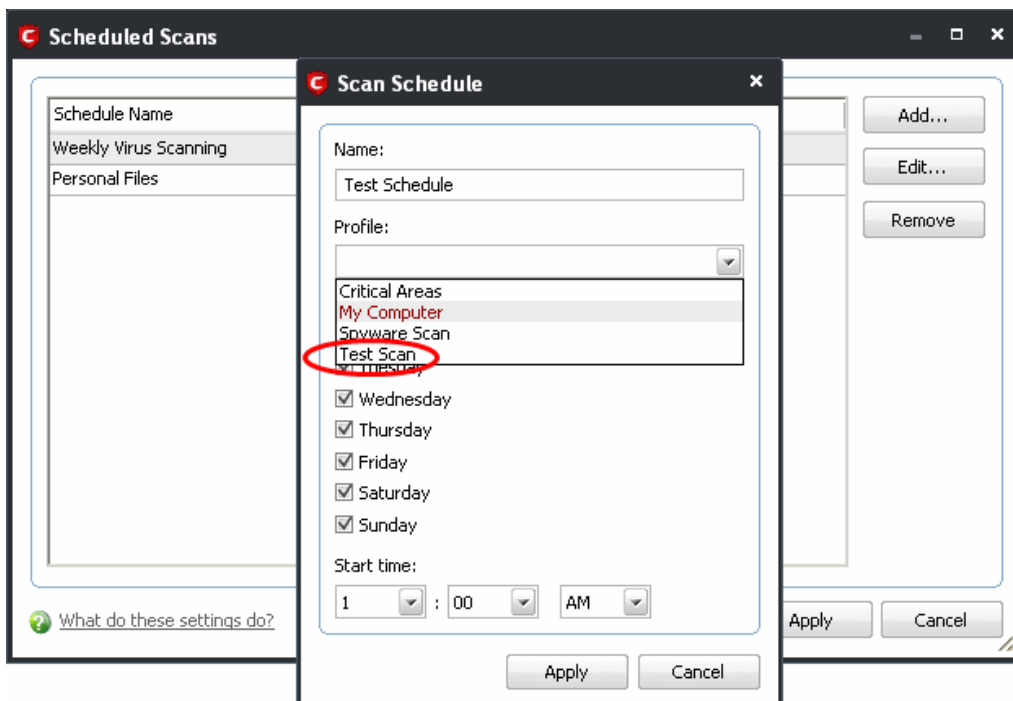 Scheduled Scans
Schedule Name
Weekly Virus Scanning
Personal Files
Add...
Edit...
Remove
What do these settings do?
Apply
Cancel
Scan Schedule
Name:
Test Schedule
Profile:
Critical Areas
My Computer
Spyware Scan
Test Scan
Tuesday
Wednesday
Thursday
Friday
Saturday
Sunday
Start time:
1 : 00 AM
Apply
Cancel